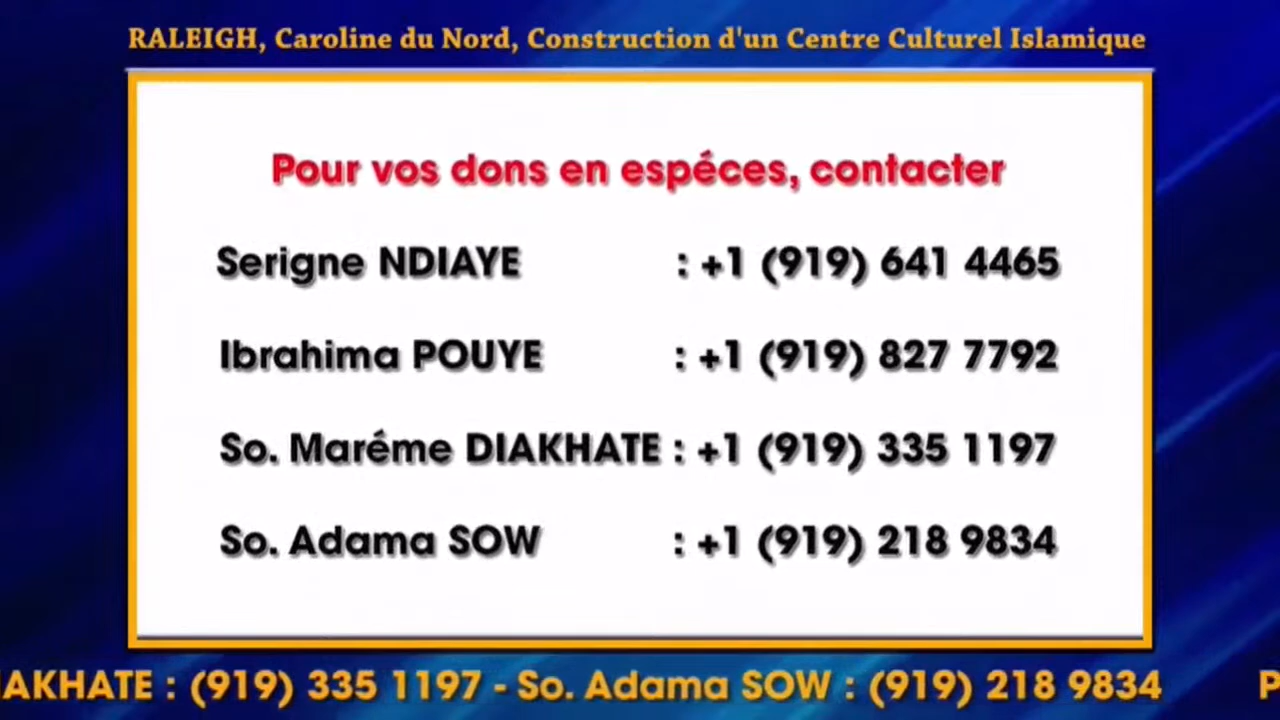 RALEIGH, Caroline du Nord, Construction d'un Centre Culturel Islamique
Pour vos dons en espéces, contacter
Serigne NDIAYE : +1 (919) 641 4465
Ibrahima POUYE : +1 (919) 827 7792
So. Maréme DIAKHATE : +1 (919) 335 1197
So. Adama SOW : +1 (919) 218 9834
IAKHATE : (919) 335 1197 - So. Adama SOW : (919) 218 9834 P